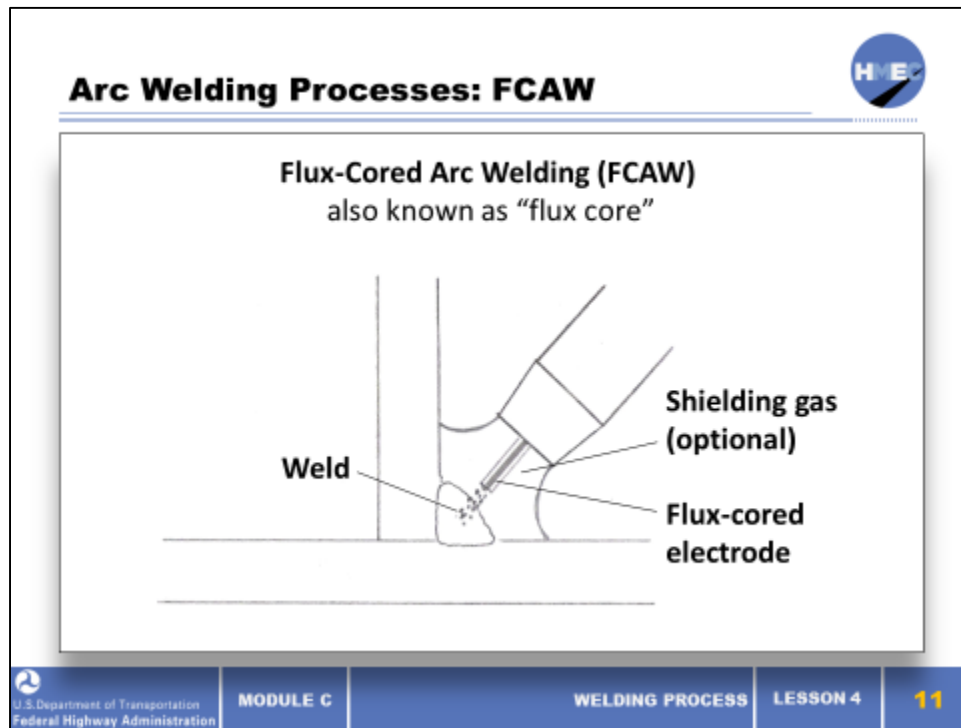 Arc Welding Processes: FCAW
HMEC
Flux-Cored Arc Welding (FCAW)
also known as “flux core”
Shielding gas
(optional)
Weld
Flux-cored
electrode
U.S.Department of Transportation
Federal Highway Administration
MODULE C
WELDING PROCESS
LESSON 4
11